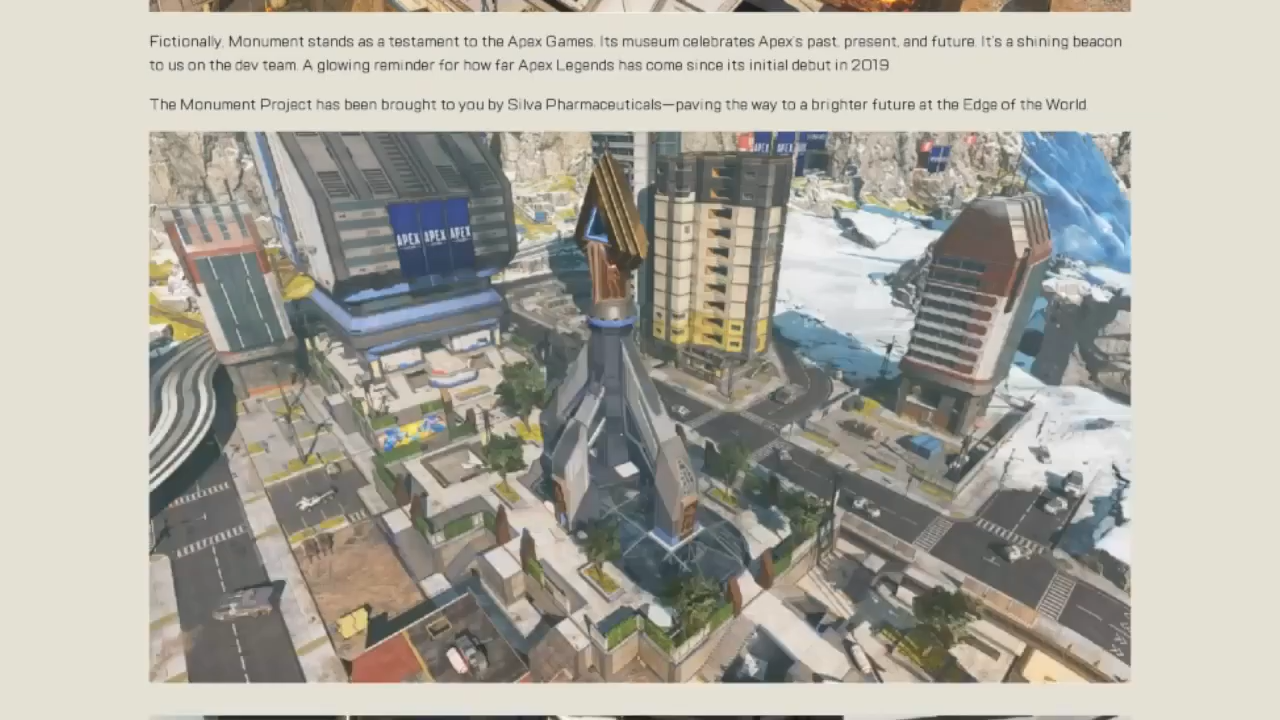 Fictionally, Monument stands as a testament to the Apex Games. Its museum celebrates Apex's past, present, and future. It's a shining beacon
to us on the dev team. A glowing reminder for how far Apex Legends has come since its initial debut in 2019.
The Monument Project has been brought to you by Silva Pharmaceuticals—paving the way to a brighter future at the Edge of the World.
APEX APEX
APEX APEX APEX